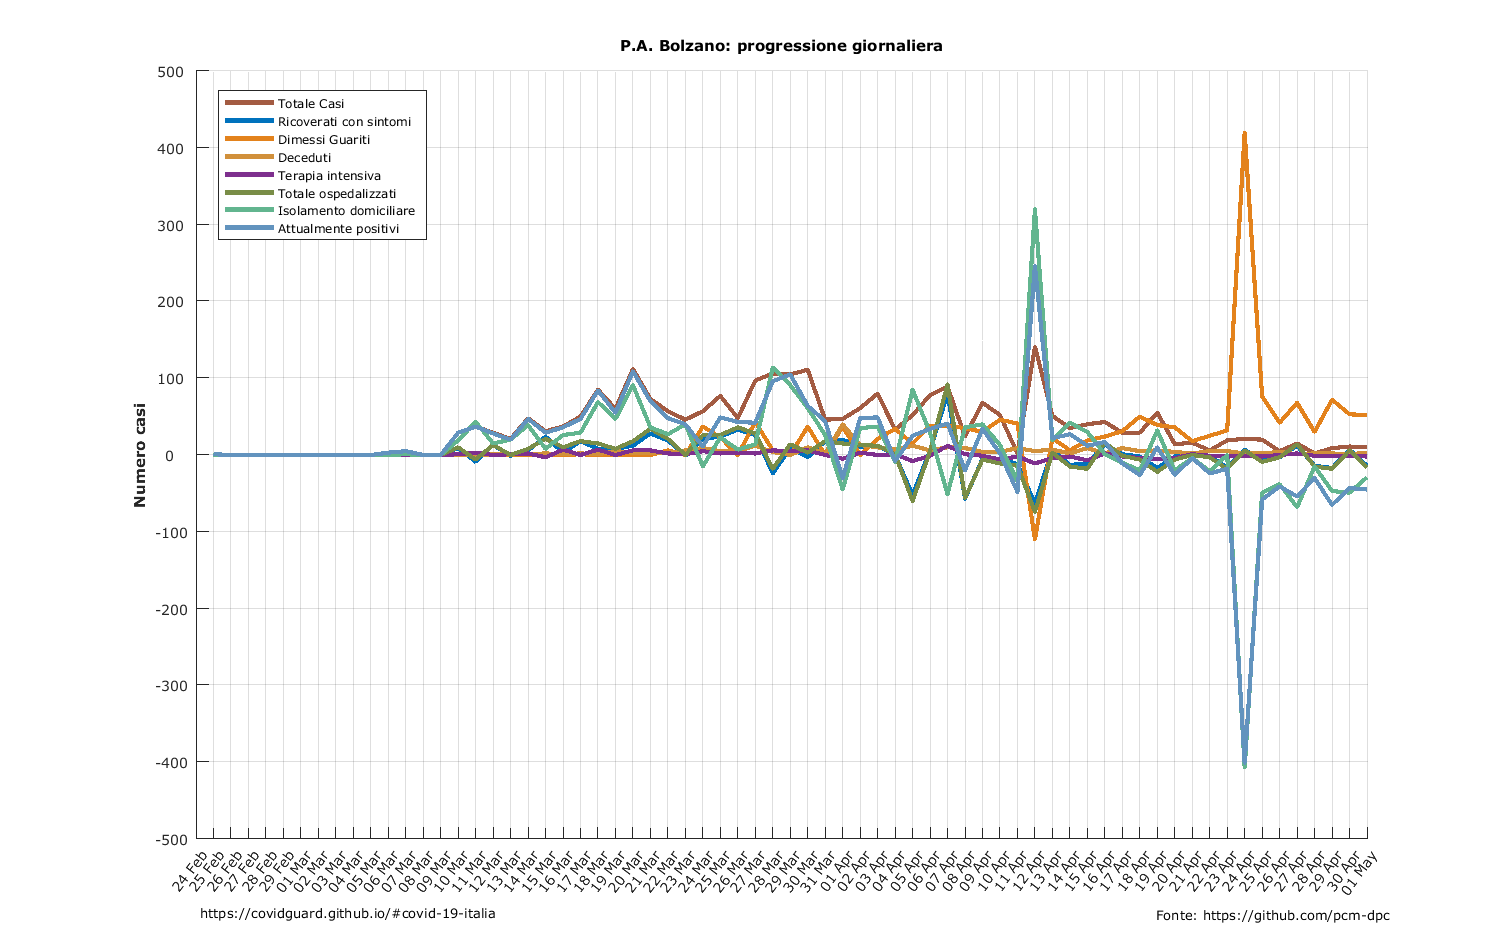 P.A. Bolzano: progressione giornaliera
500
400
300
200
100
0
-100
-200
-300
-400
-500
Numero casi
Totale Casi
Ricoverati con sintomi
Dimessi Guariti
Deceduti
Terapia intensiva
Totale ospedalizzati
Isolamento domiciliare
Attualmente positivi
24 Feb
25 Feb
26 Feb
27 Feb
28 Feb
29 Feb
01 Mar
02 Mar
03 Mar
04 Mar
05 Mar
06 Mar
07 Mar
08 Mar
09 Mar
10 Mar
11 Mar
12 Mar
13 Mar
14 Mar
15 Mar
16 Mar
17 Mar
18 Mar
19 Mar
20 Mar
21 Mar
22 Mar
23 Mar
24 Mar
25 Mar
26 Mar
27 Mar
28 Mar
29 Mar
30 Mar
31 Mar
01 Apr
02 Apr
03 Apr
04 Apr
05 Apr
06 Apr
07 Apr
08 Apr
09 Apr
10 Apr
11 Apr
12 Apr
13 Apr
14 Apr
15 Apr
16 Apr
17 Apr
18 Apr
19 Apr
20 Apr
21 Apr
22 Apr
23 Apr
24 Apr
25 Apr
26 Apr
27 Apr
28 Apr
29 Apr
30 Apr
01 May
https://covidguard.github.io/#covid-19-italia
Fonte: https://github.com/pcm-dpc